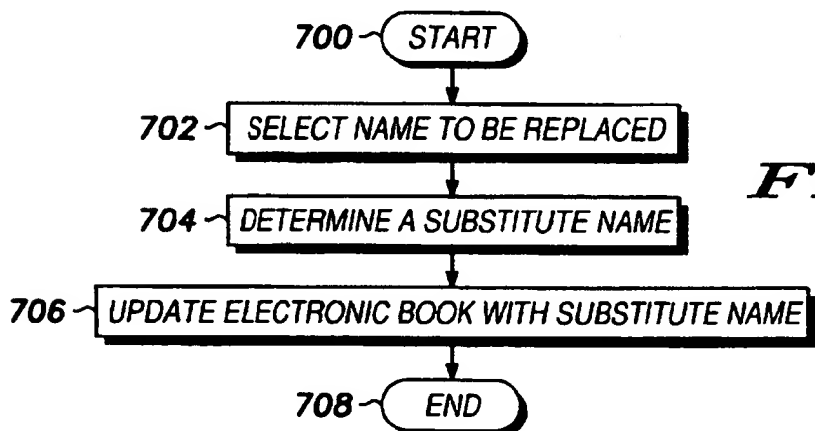 700 START
702 SELECT NAME TO BE REPLACED
704 DETERMINE A SUBSTITUTE NAME
706 UPDATE ELECTRONIC BOOK WITH SUBSTITUTE NAME
708 END